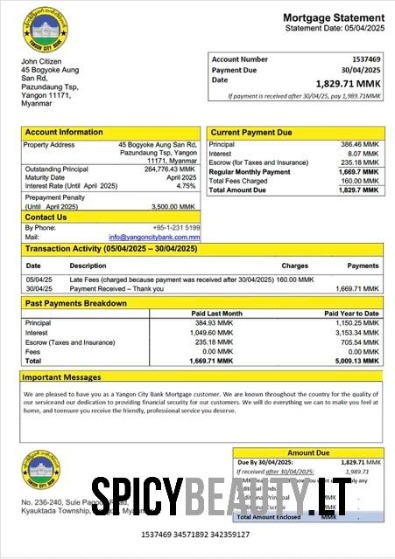 Mortgage Statement
Statement Date: 05/04/2025
YANGON CITY BANK
John Citizen
45 Bogyoke Aung
San Rd,
Pazundaung Tsp,
Yangon 11171,
Myanmar
Account Number 1537469
Payment Due 30/04/2025
Date 1,829.71 MMK
If payment is received after 30/04/25, pay 1,989.71MMK
Account Information
Property Address 45 Bogyoke Aung San Rd,
Pazundaung Tsp, Yangon
11171, Myanmar
Outstanding Principal 264,776.43 MMK
Maturity Date April 2025
Interest Rate (Until April 2025) 4.75%
Prepayment Penalty
(Until April 2025) 3,500.00 MMK
Contact Us
By Phone: +95-1-231 5199
Mail: info@yangoncitybank.com.mm
Current Payment Due
Principal 386.46 MMK
Interest 8.07 MMK
Escrow (for Taxes and Insurance) 235.18 MMK
Regular Monthly Payment 1,669.7 MMK
Total Fees Charged 160.00 MMK
Total Amount Due 1,829.7 MMK
Transaction Activity (05/04/2025 – 30/04/2025)
Date Description Charges Payments
05/04/25 Late Fees (charged because payment was received after 30/04/2025) 160.00 MMK
30/04/25 Payment Received – Thank you 1,669.71 MMK
Past Payments Breakdown
Paid Last Month Paid Year to Date
Principal 384.93 MMK 1,150.25 MMK
Interest 1,049.60 MMK 3,153.34 MMK
Escrow (Taxes and Insurance) 235.18 MMK 705.54 MMK
Fees 0.00 MMK 0.00 MMK
Total 1,669.71 MMK 5,009.13 MMK
Important Messages
We are pleased to have you as a Yangon City Bank Mortgage customer. We are known throughout the country for the quality of
our serviceand our dedication to providing financial security for our customers. We will do everything we can to make you feel at
home, and toensure you receive the friendly, professional service you deserve.
Amount Due
Due By 30/04/2025: 1,829.71 MMK
If received after 30/04/2025: 1,989.71
MMK
No. 236-240, Sule Pagoda
Kyauktada Township,
Principal MMK
MMK
Total Amount Enclosed MMK
SPICYBEAUTY.LT
1537469 34571892 342359127